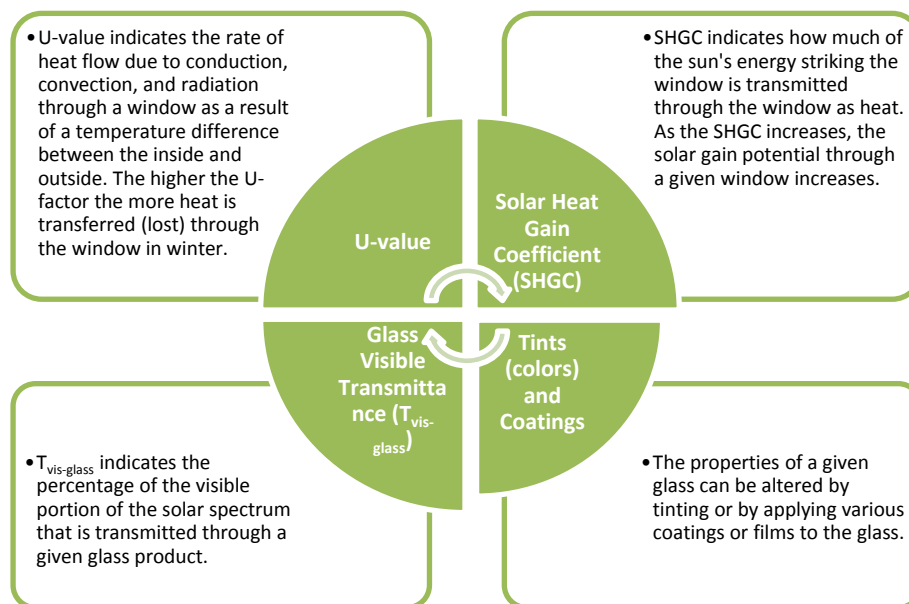 •U-value indicates the rate of
heat flow due to conduction,
convection, and radiation
through a window as a result
of a temperature difference
between the inside and
outside. The higher the U-
factor the more heat is
transferred (lost) through
the window in winter.
•SHGC indicates how much of
the sun's energy striking the
window is transmitted
through the window as heat.
As the SHGC increases, the
solar gain potential through
a given window increases.
U-value
Solar Heat
Gain
Coefficient
(SHGC)
Glass
Visible
Transmitta
nce (Tvis-
glass)
Tints
(colors)
and
Coatings
•Tvis-glass indicates the
percentage of the visible
portion of the solar spectrum
that is transmitted through a
given glass product.
•The properties of a given
glass can be altered by
tinting or by applying various
coatings or films to the glass.